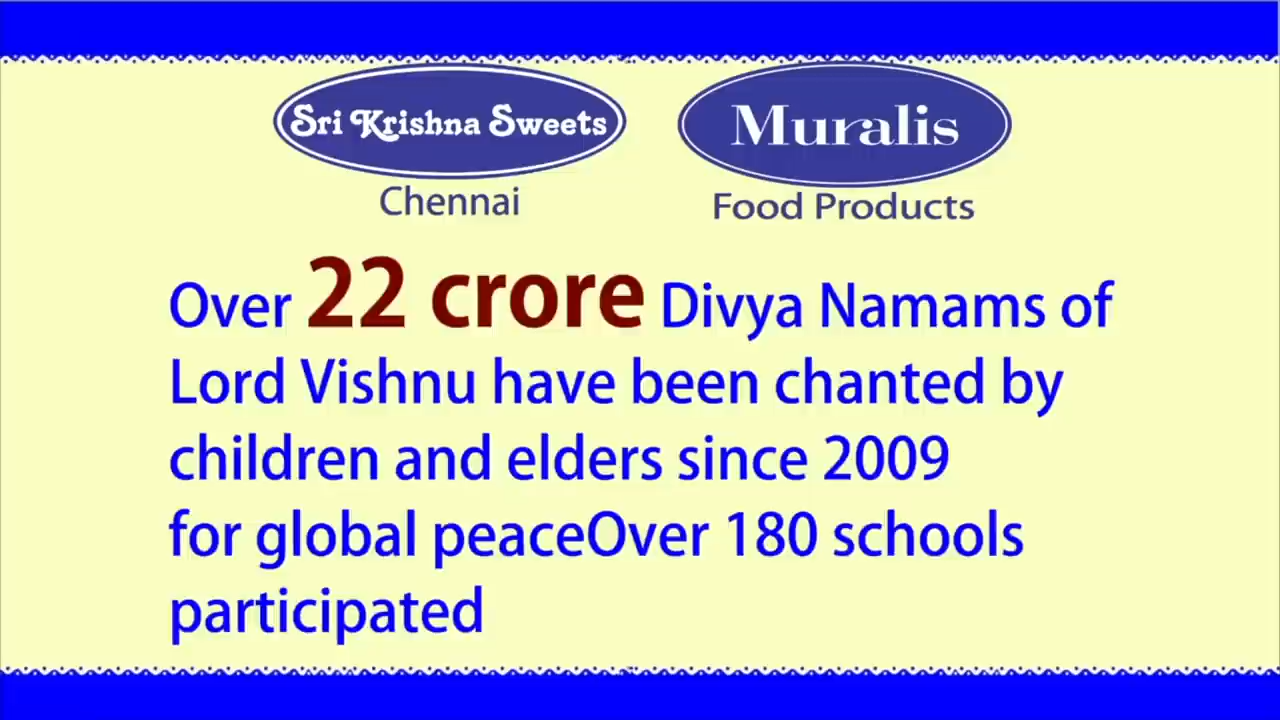 Sri Krishna Sweets
Chennai
Muralis
Food Products
Over 22 crore Divya Namams of
Lord Vishnu have been chanted by
children and elders since 2009
for global peaceOver 180 schools
participated